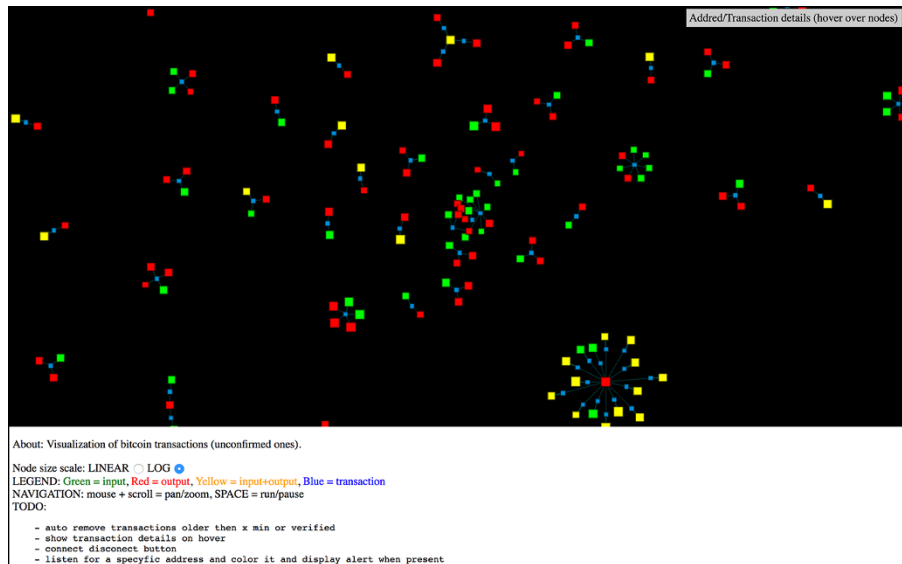 Addred/Transaction details (hover over nodes)
About: Visualization of bitcoin transactions (unconfirmed ones).
Node size scale: LINEAR LOG
LEGEND: Green = input, Red = output, Yellow = input+output, Blue = transaction
NAVIGATION: mouse + scroll = pan/zoom, SPACE = run/pause
TODO:
- auto remove transactions older then x min or verified
- show transaction details on hover
- connect disconect button
- listen for a specyfic address and color it and display alert when present